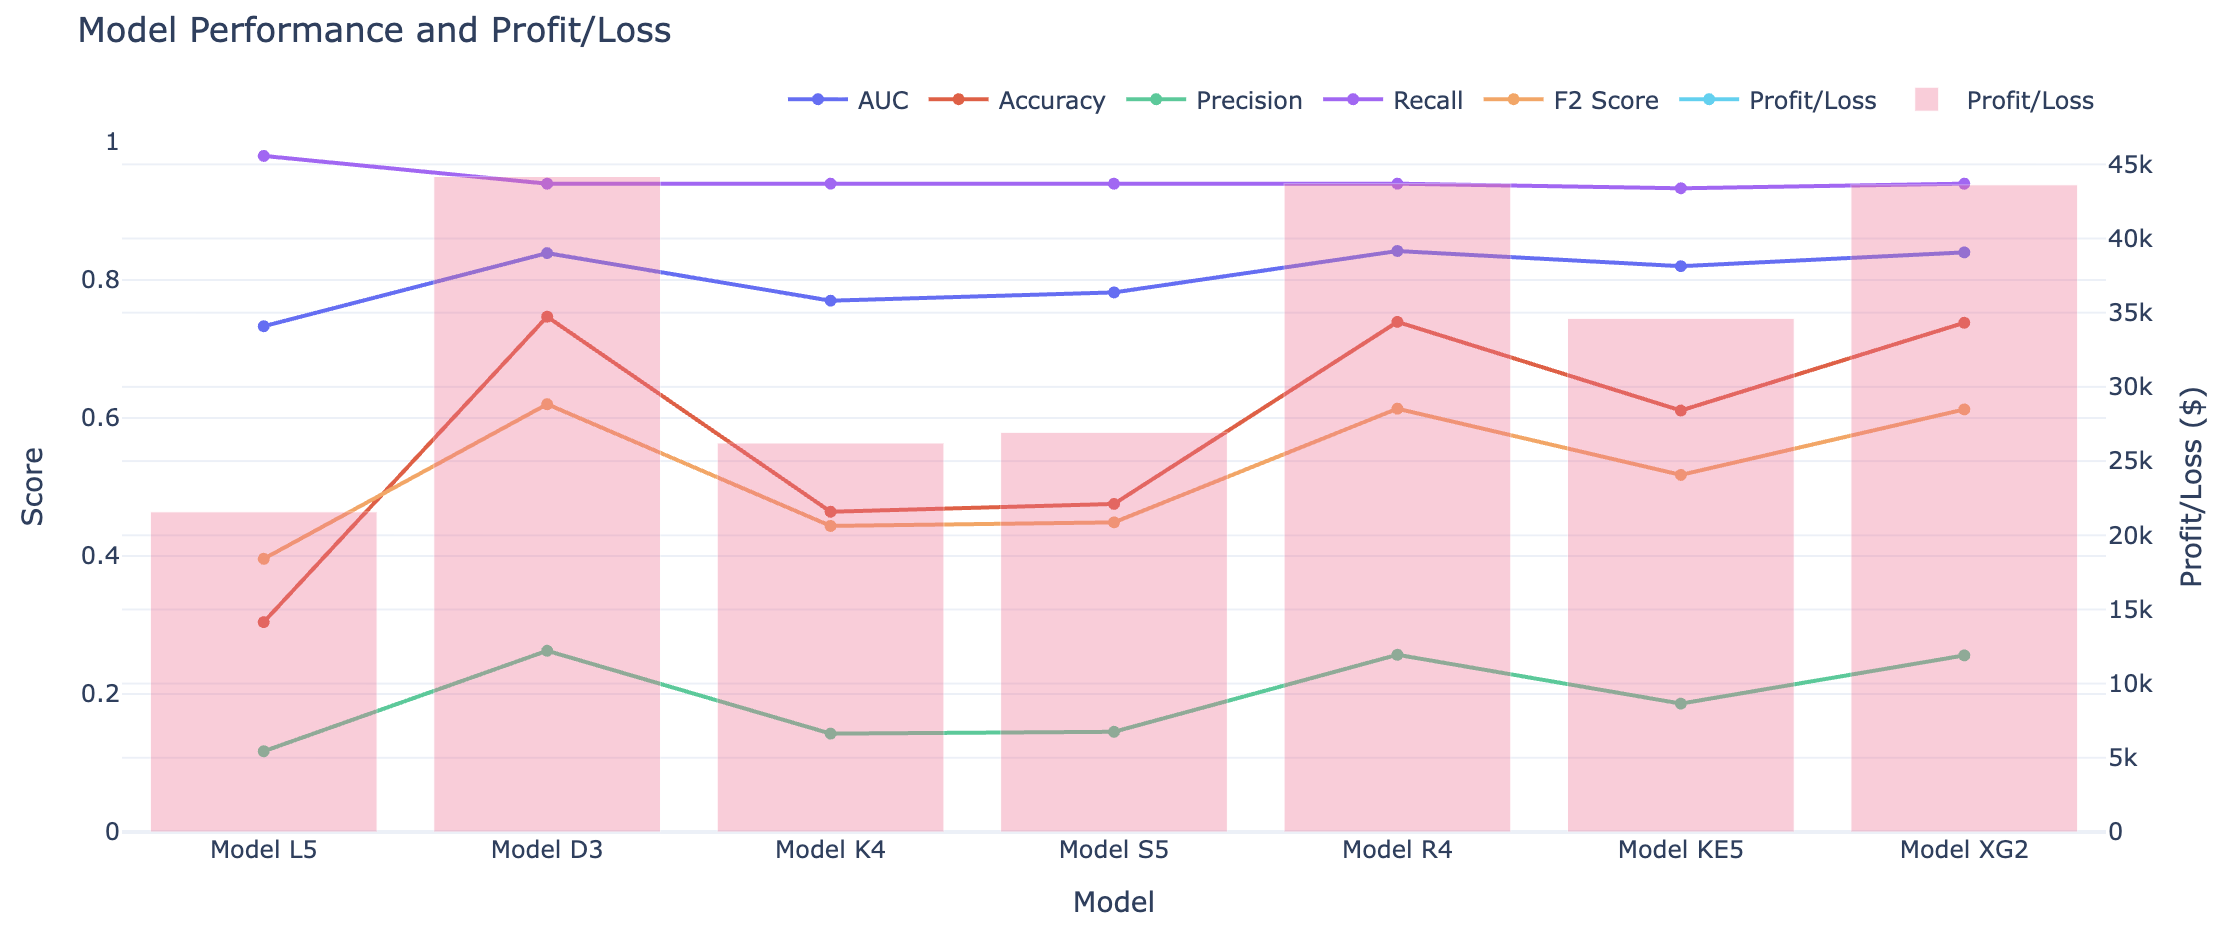 Model Performance and Profit/Loss
AUC Accuracy Precision Recall F2 Score Profit/Loss Profit/Loss
1
0.8
0.6
0.4
0.2
0
Score
45k
40k
35k
30k
25k
20k
15k
10k
5k
0
Profit/Loss ($)
Model L5 Model D3 Model K4 Model S5 Model R4 Model KE5 Model XG2
Model